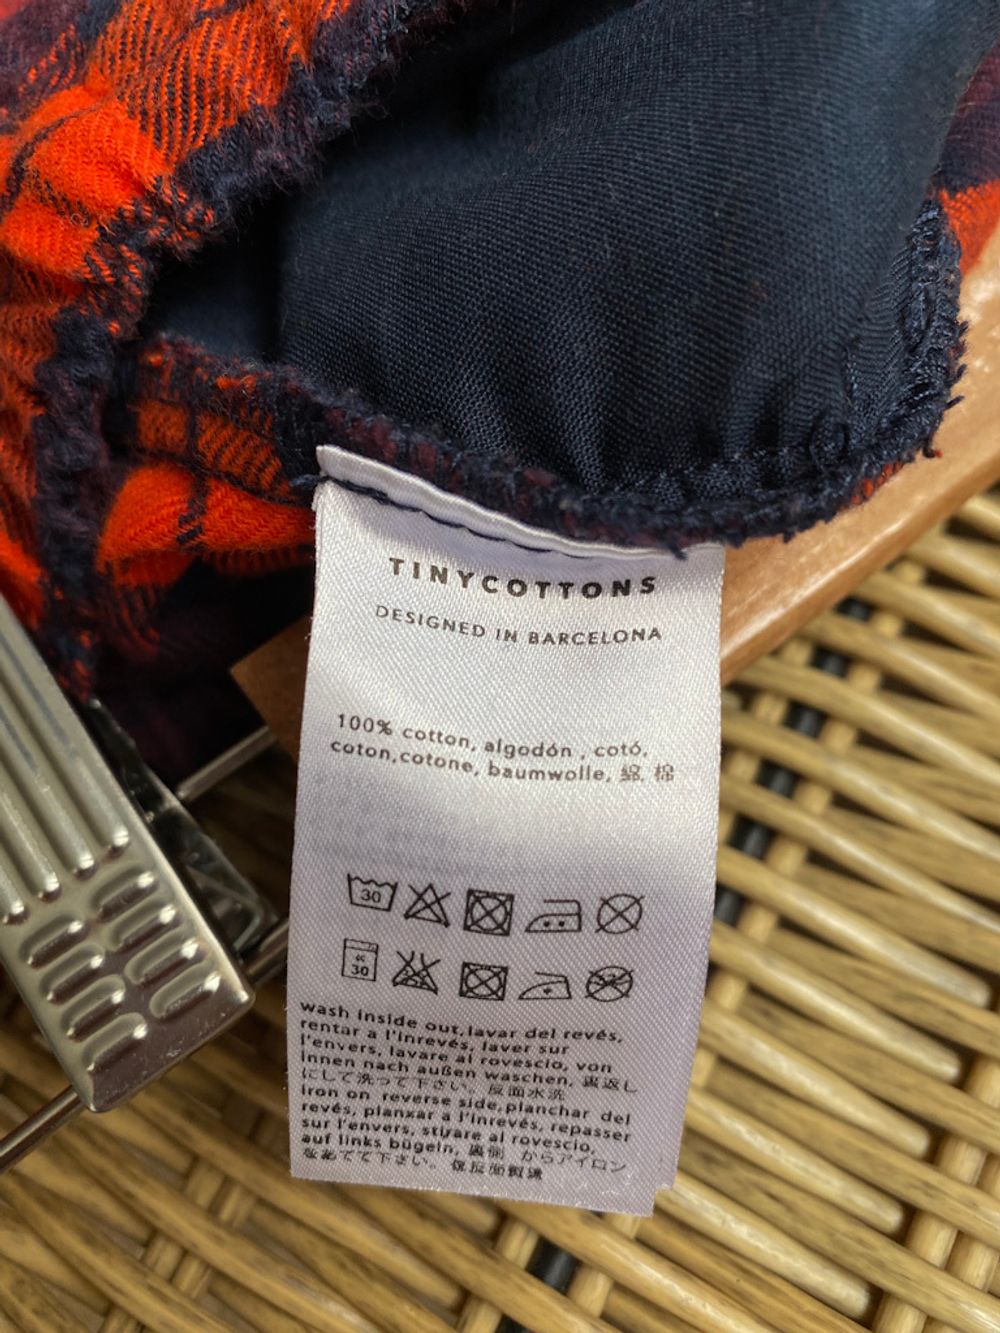 TINYCOTTONS
DESIGNED IN BARCELONA
100% cotton, algodón , cotó,
coton,cotone, baumwolle, 綿, 棉
30
30
wash inside out,lavar del revés,
rentar a l'inrevés, laver sur
l'envers, lavare al rovescio, von
innen nach außen waschen, 裏返し
にして洗って下さい。反面水洗
iron on reverse side,planchar del
revés, planxar a l'inrevés, repasser
sur l'envers, stirare al rovescio,
auf links bügeln, 裏側 からアイロン
をあてて下さい。